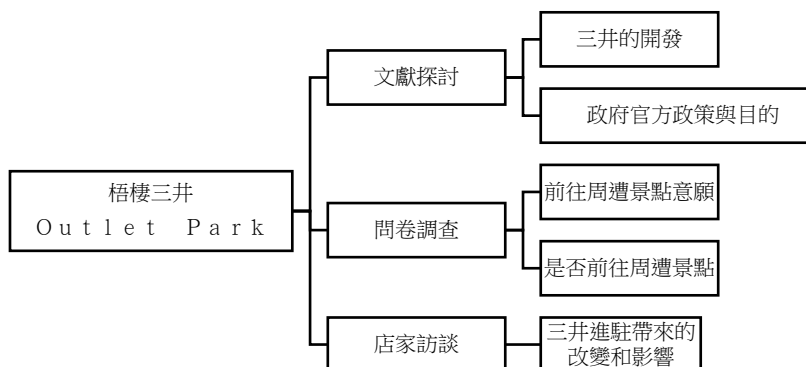 三井的開發
文獻探討
政府官方政策與目的
梧棲三井
Ｏｕｔｌｅｔ　Ｐａｒｋ
前往周遭景點意願
問卷調查
是否前往周遭景點
店家訪談
三井進駐帶來的
改變和影響